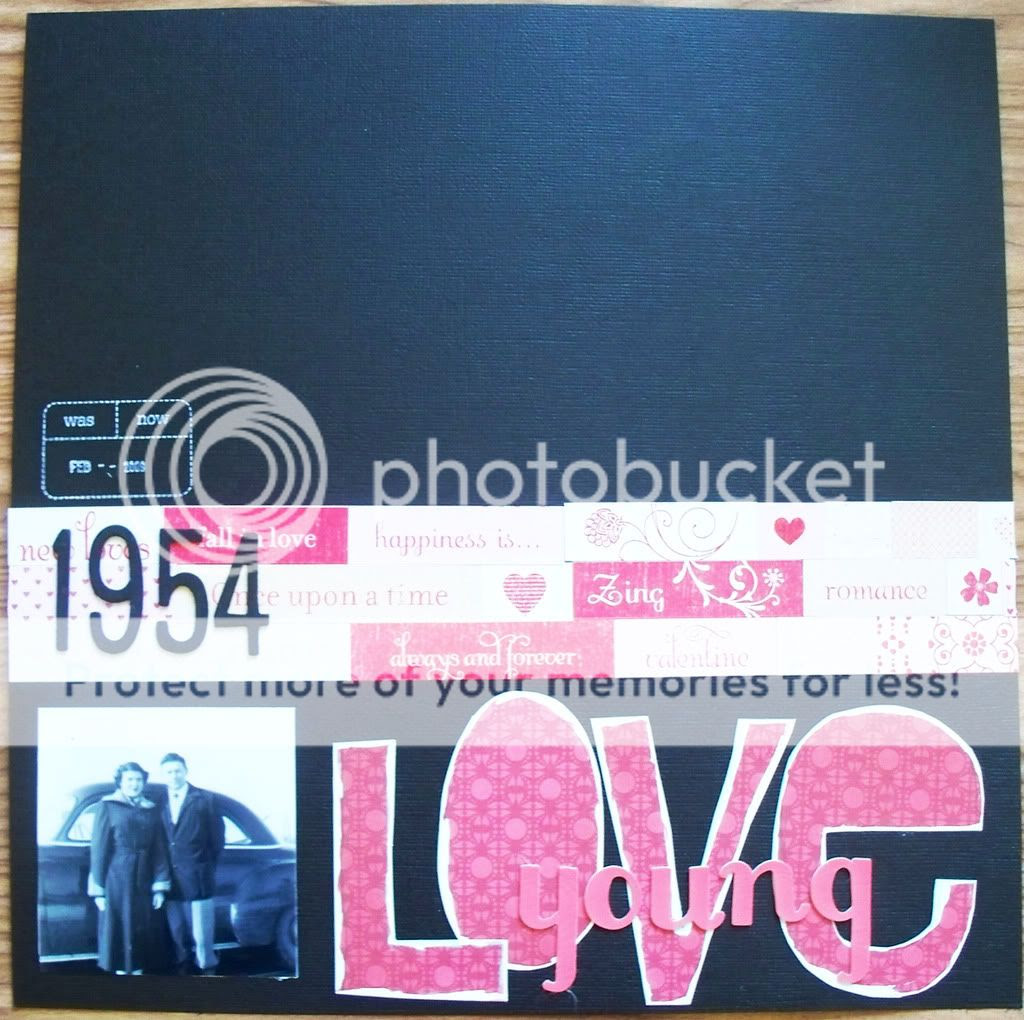 was now
FEB - - 2009
photobucket
new loves fall in love happiness is...
1954
Once upon a time Zing romance
always and forever valentine
Protect more of your memories for less!
LOVe
young